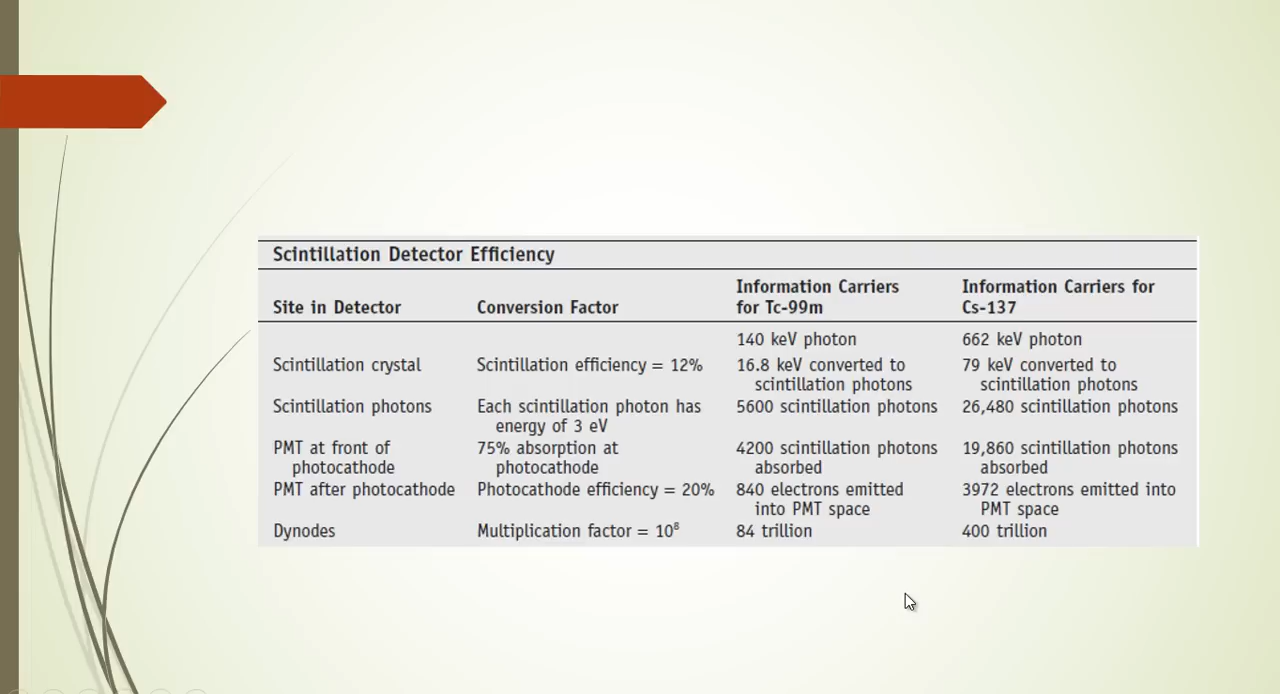 Scintillation Detector Efficiency
Site in Detector Conversion Factor Information Carriers for Tc-99m Information Carriers for Cs-137
140 keV photon 662 keV photon
Scintillation crystal Scintillation efficiency = 12% 16.8 keV converted to scintillation photons 79 keV converted to scintillation photons
Scintillation photons Each scintillation photon has energy of 3 eV 5600 scintillation photons 26,480 scintillation photons
PMT at front of photocathode 75% absorption at photocathode 4200 scintillation photons absorbed 19,860 scintillation photons absorbed
PMT after photocathode Photocathode efficiency = 20% 840 electrons emitted into PMT space 3972 electrons emitted into PMT space
Dynodes Multiplication factor = 10⁸ 84 trillion 400 trillion